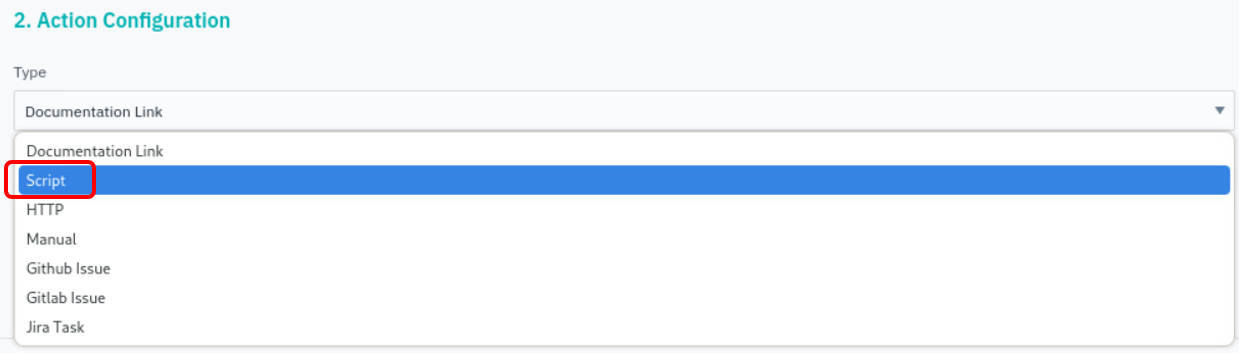 2. Action Configuration
Type
Documentation Link
Documentation Link
Script
HTTP
Manual
Github Issue
Gitlab Issue
Jira Task